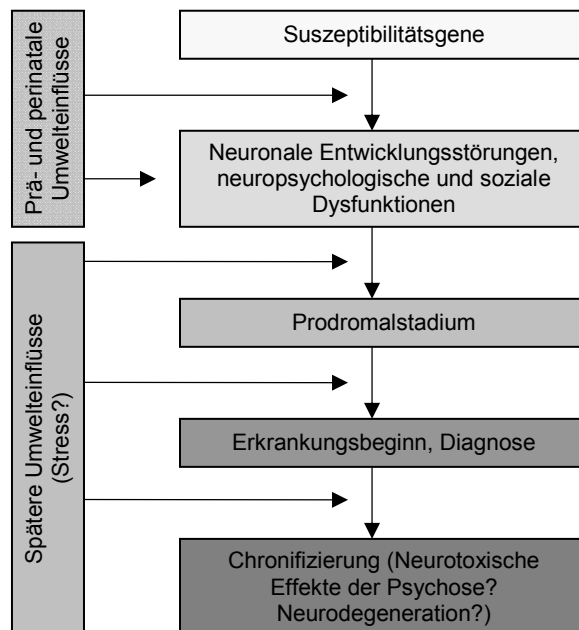 Prä- und perinatale
Umwelteinflüsse
Suszeptibilitätsgene
Neuronale Entwicklungsstörungen,
neuropsychologische und soziale
Dysfunktionen
Spätere Umwelteinflüsse
(Stress?)
Prodromalstadium
Erkrankungsbeginn, Diagnose
Chronifizierung (Neurotoxische
Effekte der Psychose?
Neurodegeneration?)